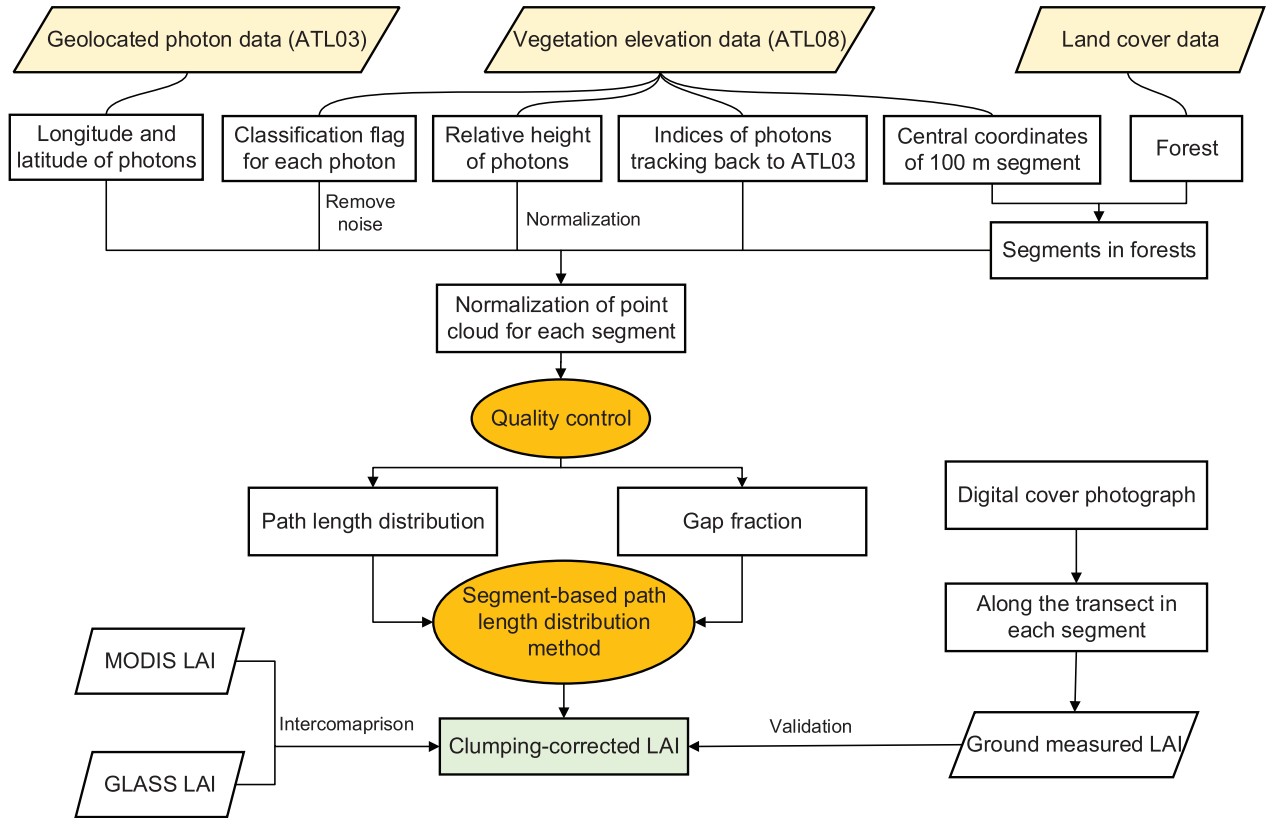 Geolocated photon data (ATL03)
Vegetation elevation data (ATL08)
Land cover data
Longitude and
latitude of photons
Classification flag
for each photon
Relative height
of photons
Indices of photons
tracking back to ATL03
Central coordinates
of 100 m segment
Forest
Remove
noise
Normalization
Segments in forests
Normalization of point
cloud for each segment
Quality control
Path length distribution
Gap fraction
Digital cover photograph
Segment-based path
length distribution
method
Along the transect in
each segment
MODIS LAI
Intercomaprison
Clumping-corrected LAI
Validation
Ground measured LAI
GLASS LAI